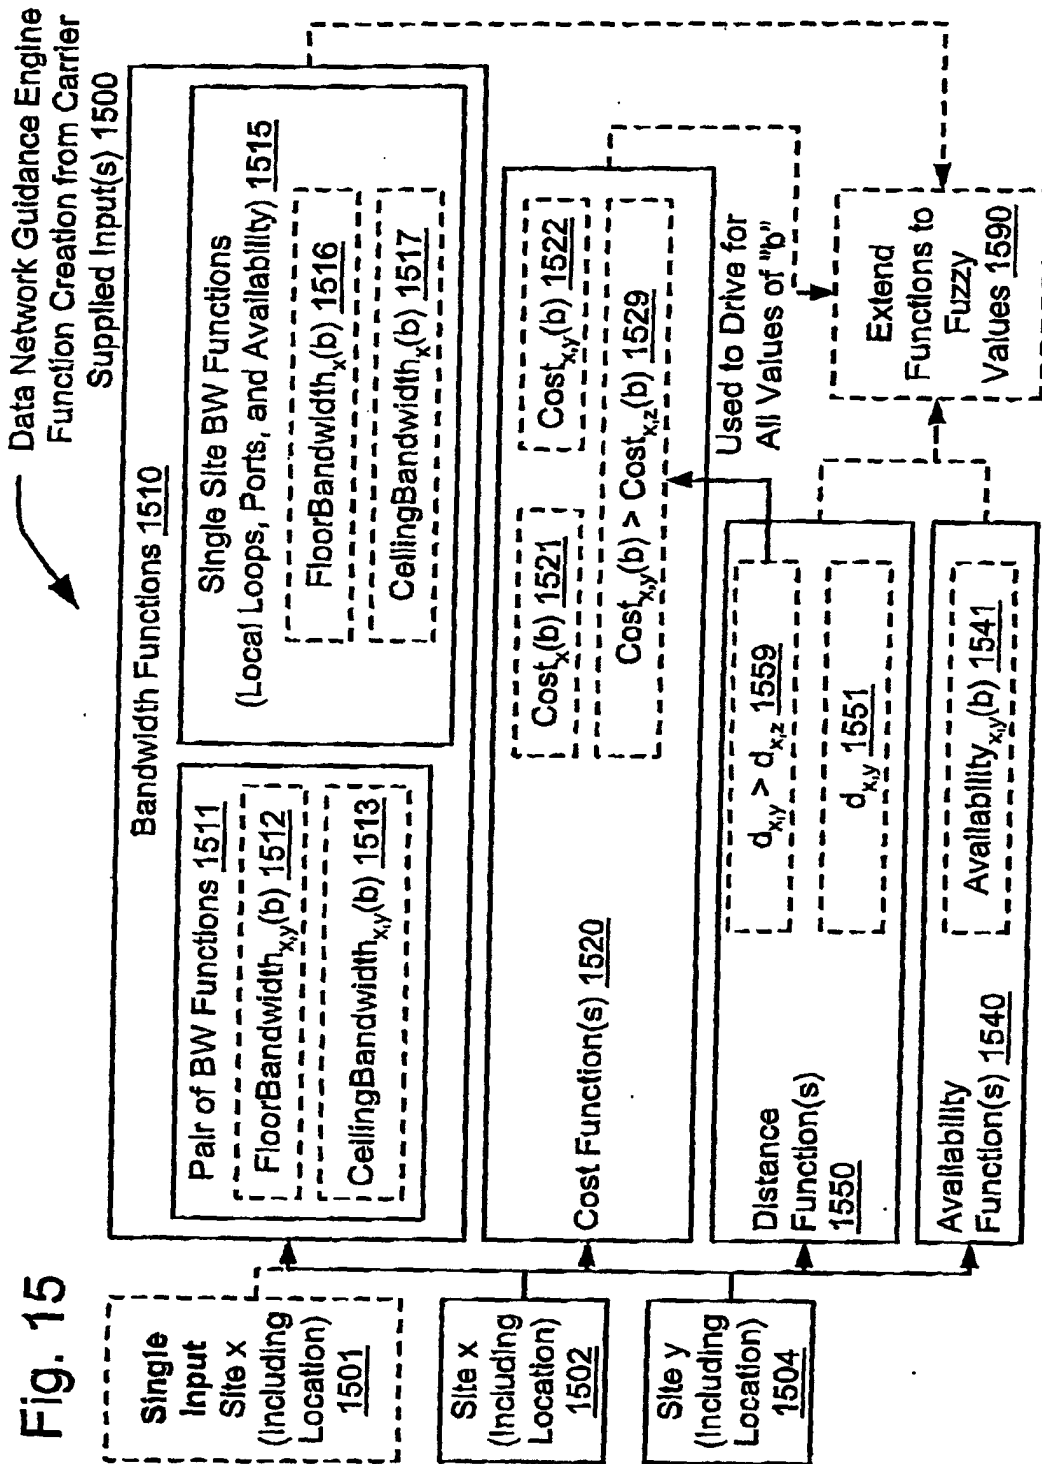 Fig. 15
Data Network Guidance Engine
Function Creation from Carrier
Supplied Input(s) 1500
Single
Input
Site x
(Including
Location)
1501
Site x
(Including
Location)
1502
Site y
(Including
Location)
1504
Bandwidth Functions 1510
Pair of BW Functions 1511
FloorBandwidthx,y(b) 1512
CeilingBandwidthx,y(b) 1513
Single Site BW Functions
(Local Loops, Ports, and Availability) 1515
FloorBandwidthx(b) 1516
CeilingBandwidthx(b) 1517
Cost Function(s) 1520
Costx(b) 1521
Costx,y(b) 1522
Costx,y(b) > Costx,z(b) 1529
Distance
Function(s)
1550
dx,y > dx,z 1559
dx,y 1551
Used to Drive for
All Values of "b"
Availability
Function(s) 1540
Availabilityx,y(b) 1541
Extend
Functions to
Fuzzy
Values 1590